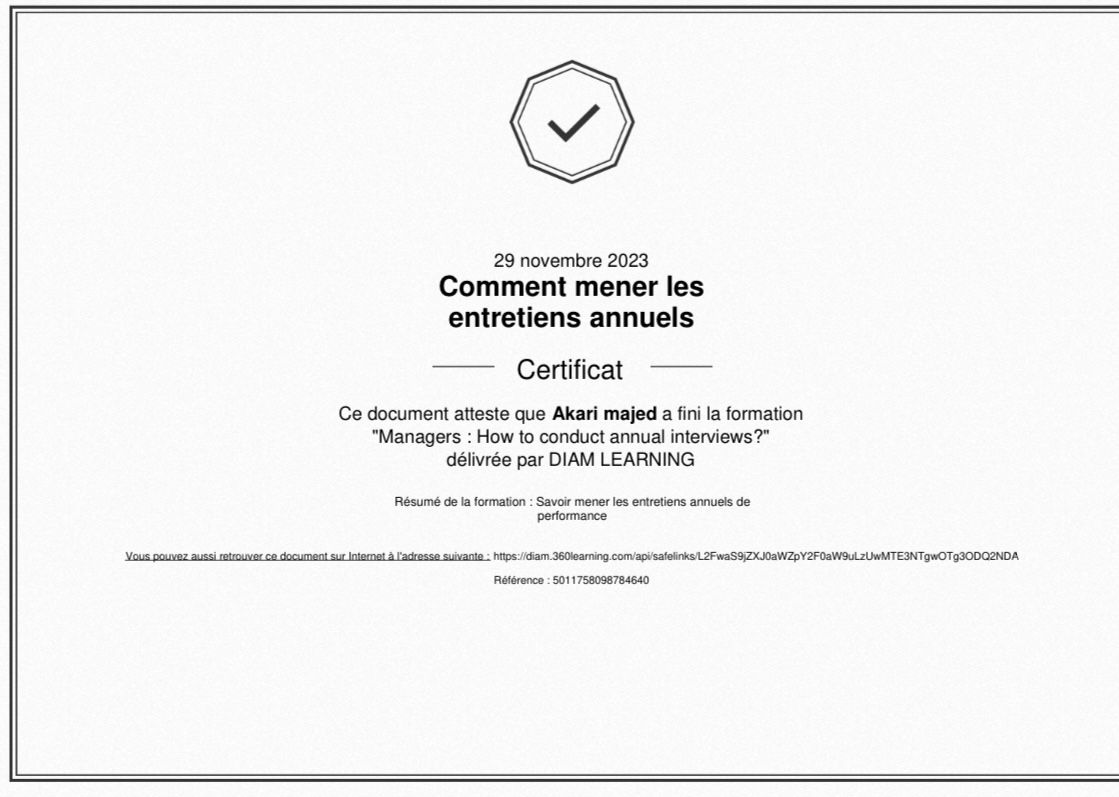 29 novembre 2023
Comment mener les
entretiens annuels
Certificat
Ce document atteste que Akari majed a fini la formation
"Managers : How to conduct annual interviews?"
délivrée par DIAM LEARNING
Résumé de la formation : Savoir mener les entretiens annuels de
performance
Vous pouvez aussi retrouver ce document sur Internet à l'adresse suivante : https://diam.360learning.com/api/safelinks/L2FwaS9jZXJ0aWZpY2F0aW9uLzUwMTE3NTgwOTg3ODQ2NDA
Référence : 5011758098784640